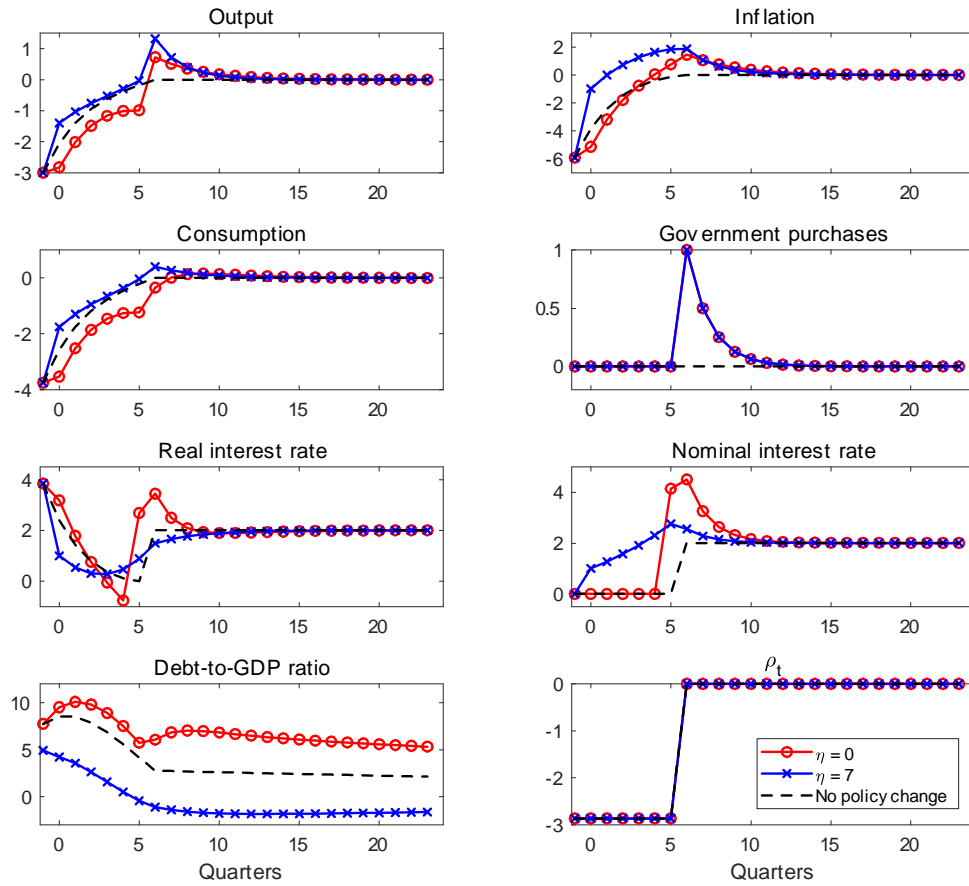 Output
1
0
-1
-2
-3
0 5 10 15 20
Inflation
2
0
-2
-4
-6
0 5 10 15 20
Consumption
0
-2
-4
0 5 10 15 20
Government purchases
1
0.5
0
0 5 10 15 20
Real interest rate
4
2
0
0 5 10 15 20
Nominal interest rate
4
2
0
0 5 10 15 20
Debt-to-GDP ratio
10
5
0
0 5 10 15 20
Quarters
ρt
0
-1
-2
-3
η = 0
η = 7
No policy change
0 5 10 15 20
Quarters